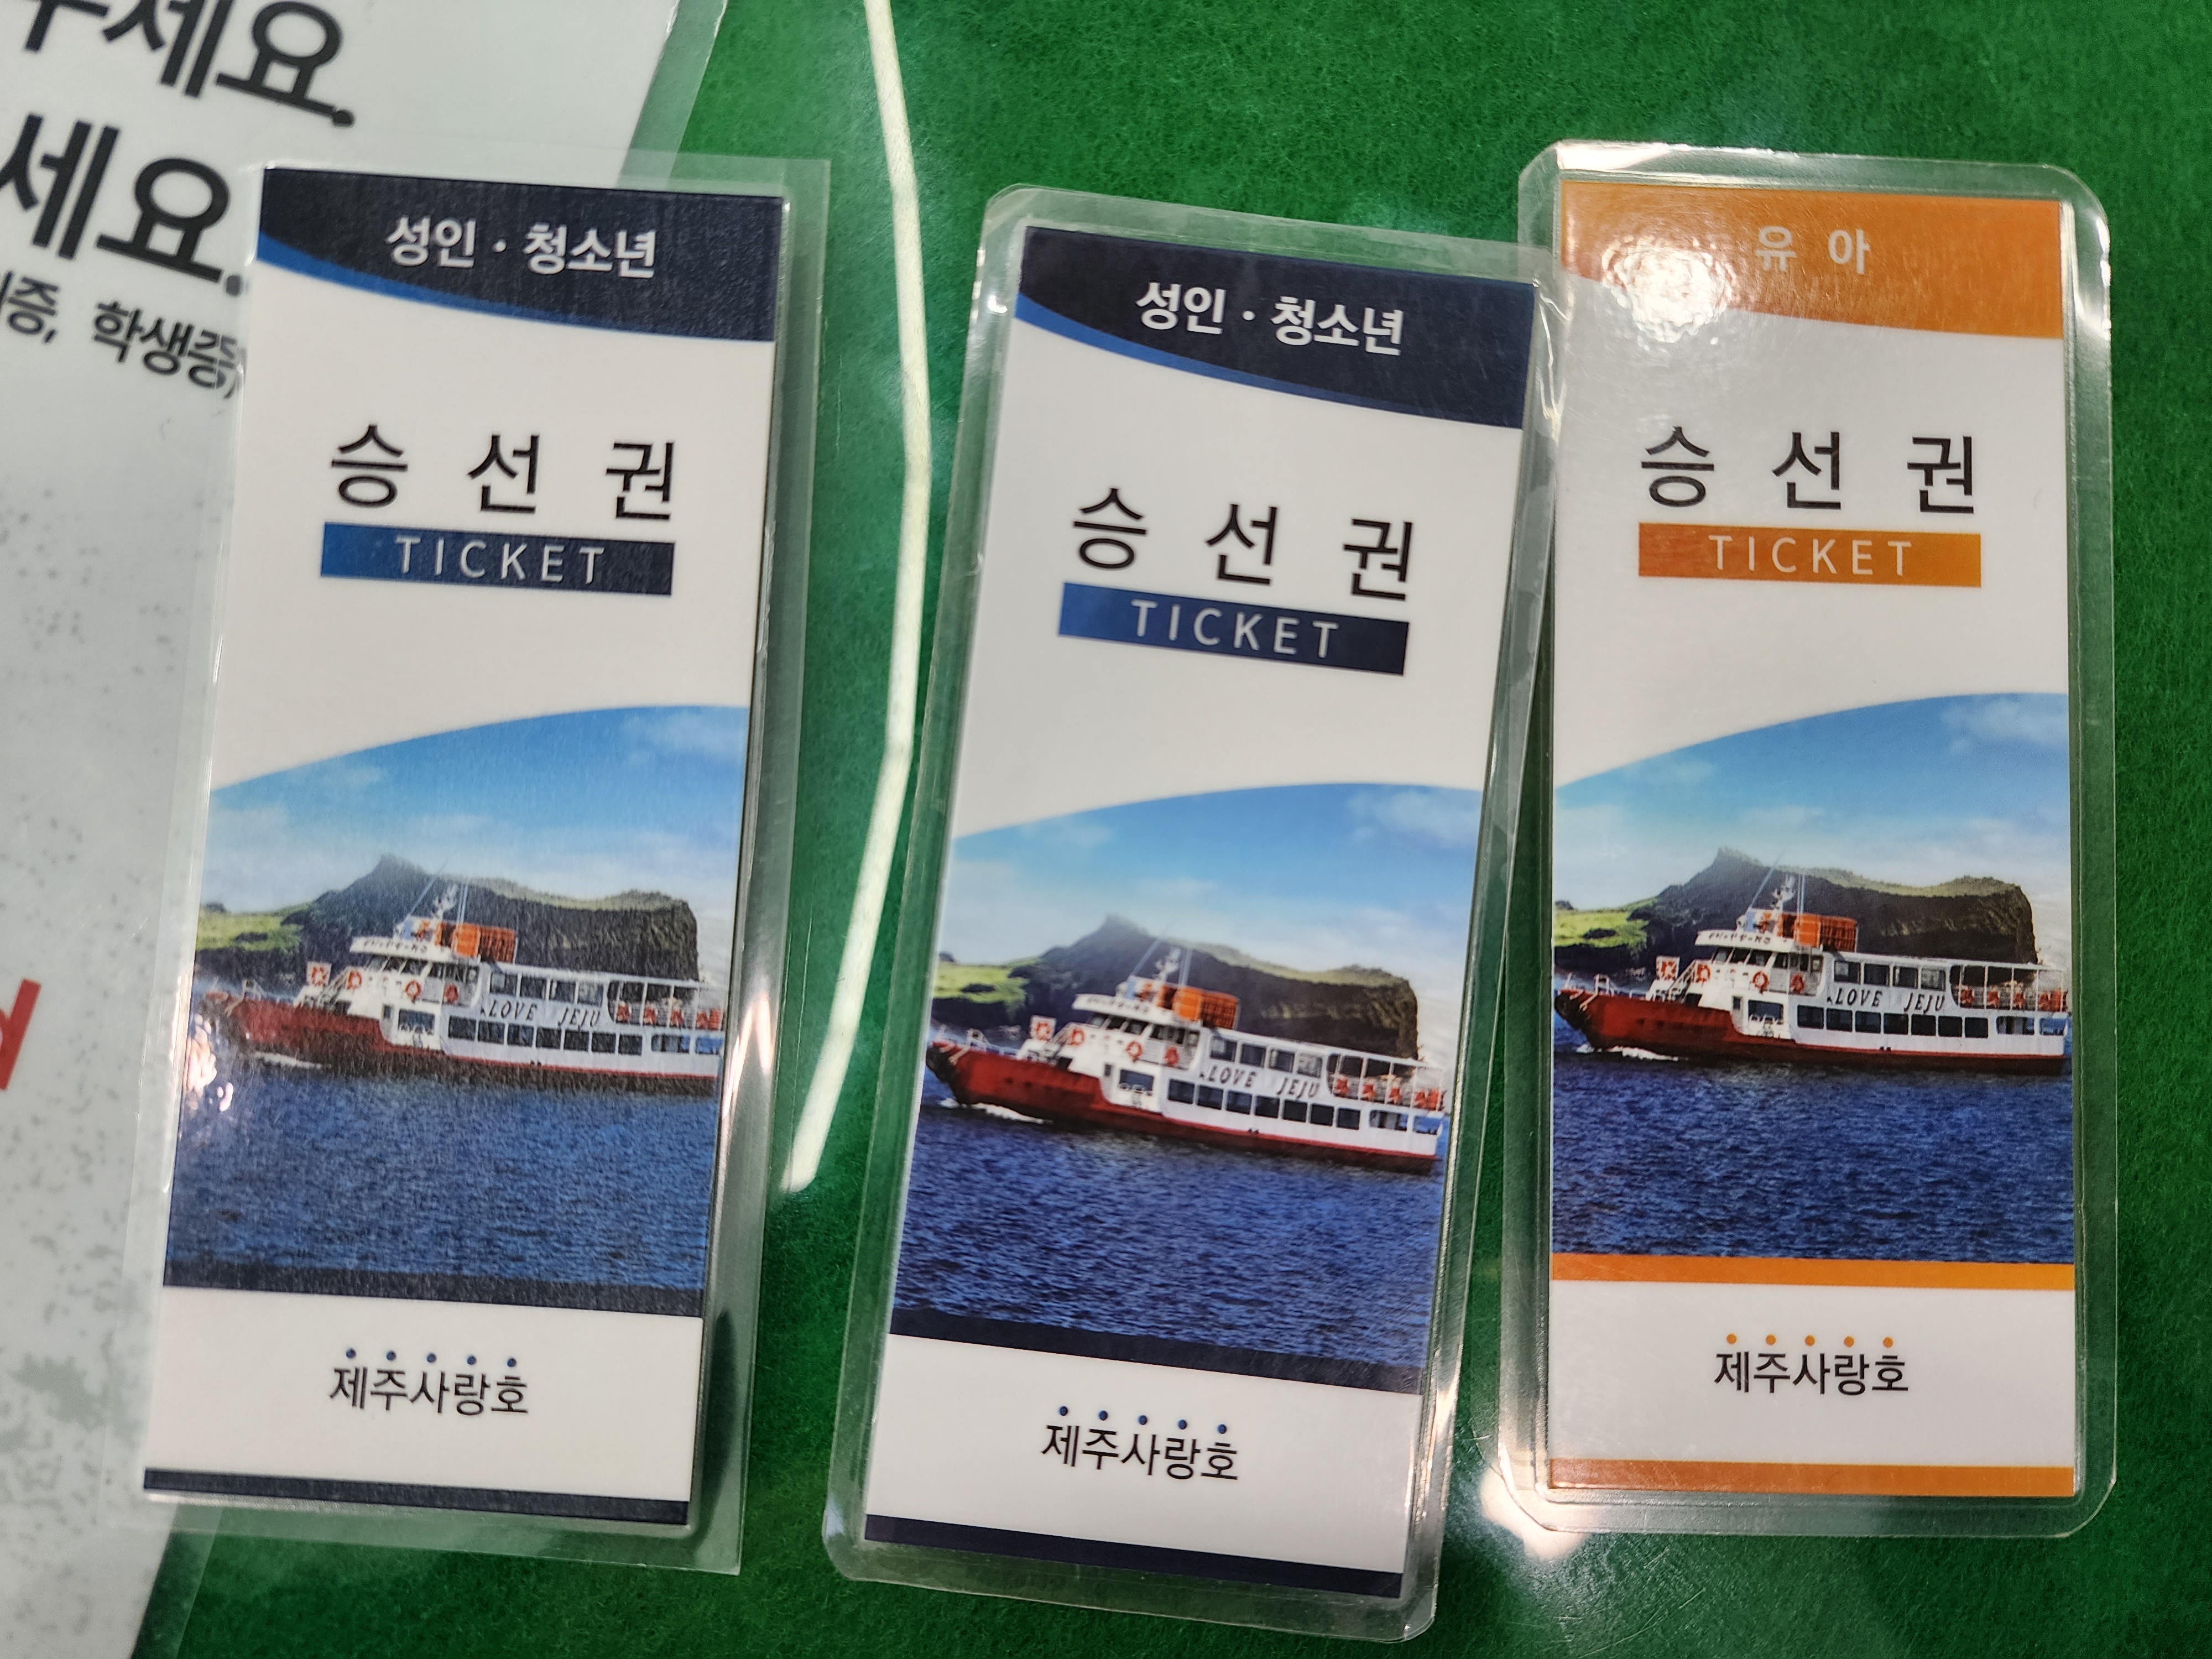 주세요.
세요.
증, 학생증,
성인 · 청소년
승선권
TICKET
LOVE JEJU
제주사랑호
성인 · 청소년
승선권
TICKET
LOVE JEJU
제주사랑호
유아
승선권
TICKET
LOVE JEJU
제주사랑호